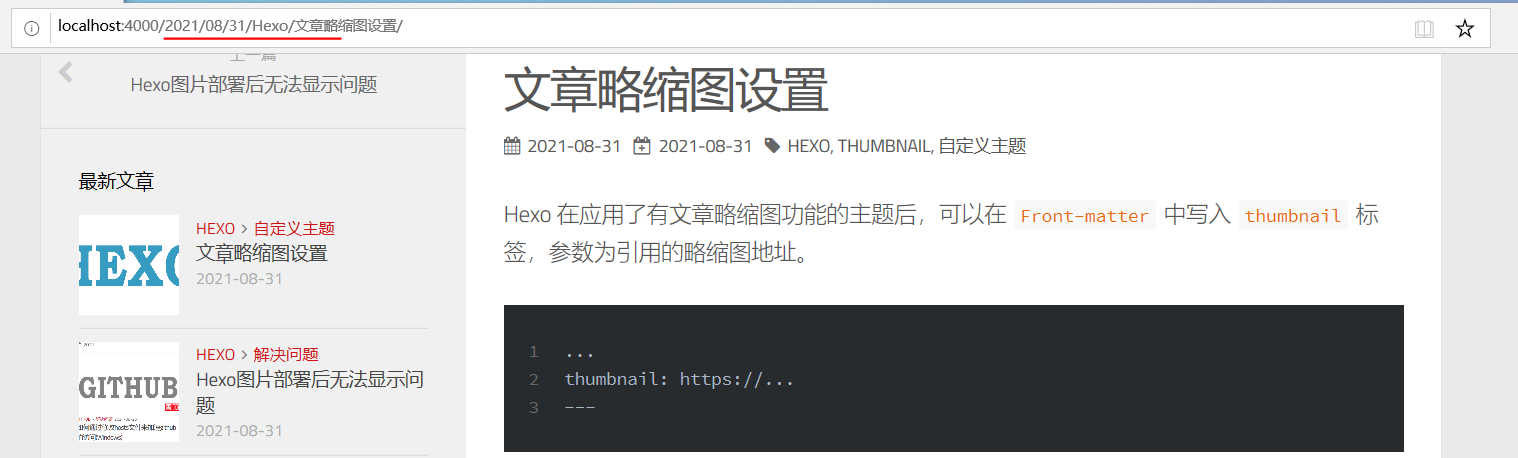 localhost:4000/2021/08/31/Hexo/文章略缩图设置/
上一篇
Hexo图片部署后无法显示问题
最新文章
HEXO
HEXO > 自定义主题
文章略缩图设置
2021-08-31
GITHUB
HEXO > 解决问题
Hexo图片部署后无法显示问
题
2021-08-31
文章略缩图设置
2021-08-31 2021-08-31 HEXO, THUMBNAIL, 自定义主题
Hexo 在应用了有文章略缩图功能的主题后，可以在 Front-matter 中写入 thumbnail 标
签，参数为引用的略缩图地址。
1 ...
2 thumbnail: https://...
3 ---